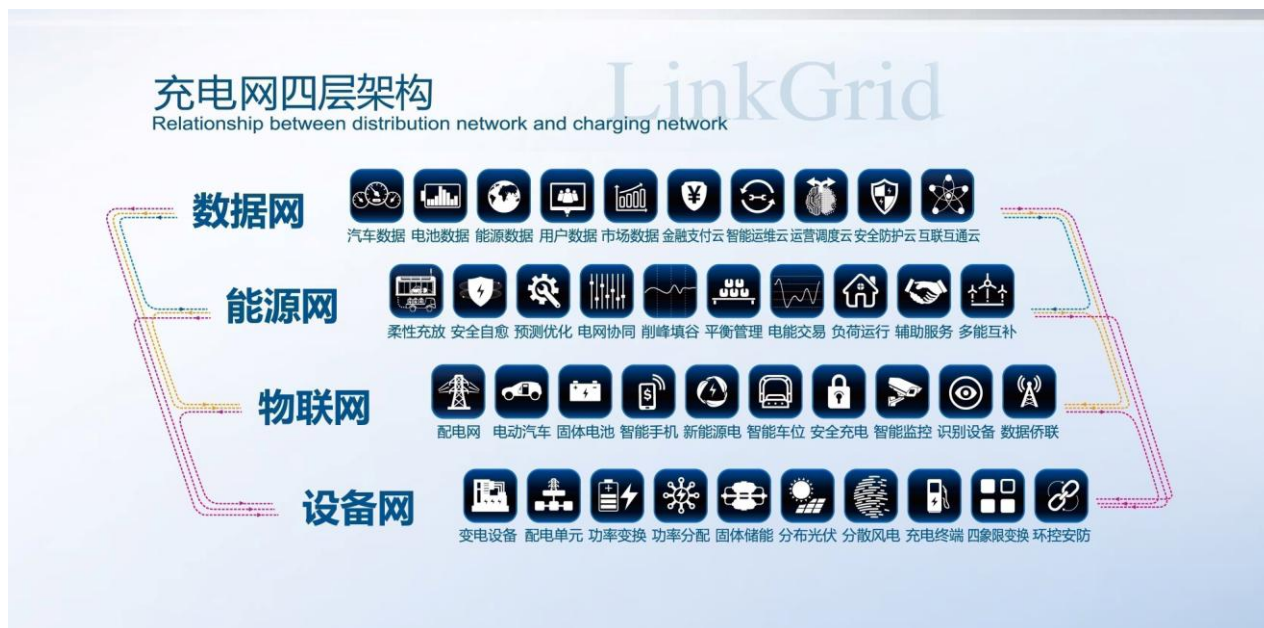 充电网四层架构
LinkGrid
Relationship between distribution network and charging network
数据网
汽车数据 电池数据 能源数据 用户数据 市场数据 金融支付云 智能运维云 运营调度云 安全防护云 互联互通云
能源网
柔性充放 安全自愈 预测优化 电网协同 削峰填谷 平衡管理 电能交易 负荷运行 辅助服务 多能互补
物联网
配电网 电动汽车 固体电池 智能手机 新能源电 智能车位 安全充电 智能监控 识别设备 数据侨联
设备网
变电设备 配电单元 功率变换 功率分配 固体储能 分布光伏 分散风电 充电终端 四象限变换 环控安防